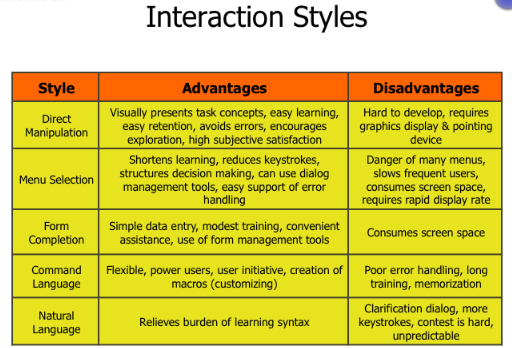 Interaction Styles
Style
Advantages
Disadvantages
Direct
Manipulation
Visually presents task concepts, easy learning,
easy retention, avoids errors, encourages
exploration, high subjective satisfaction
Hard to develop, requires
graphics display & pointing
device
Menu Selection
Shortens learning, reduces keystrokes,
structures decision making, can use dialog
management tools, easy support of error
handling
Danger of many menus,
slows frequent users,
consumes screen space,
requires rapid display rate
Form
Completion
Simple data entry, modest training, convenient
assistance, use of form management tools
Consumes screen space
Command
Language
Flexible, power users, user initiative, creation of
macros (customizing)
Poor error handling, long
training, memorization
Natural
Language
Relieves burden of learning syntax
Clarification dialog, more
keystrokes, contest is hard,
unpredictable